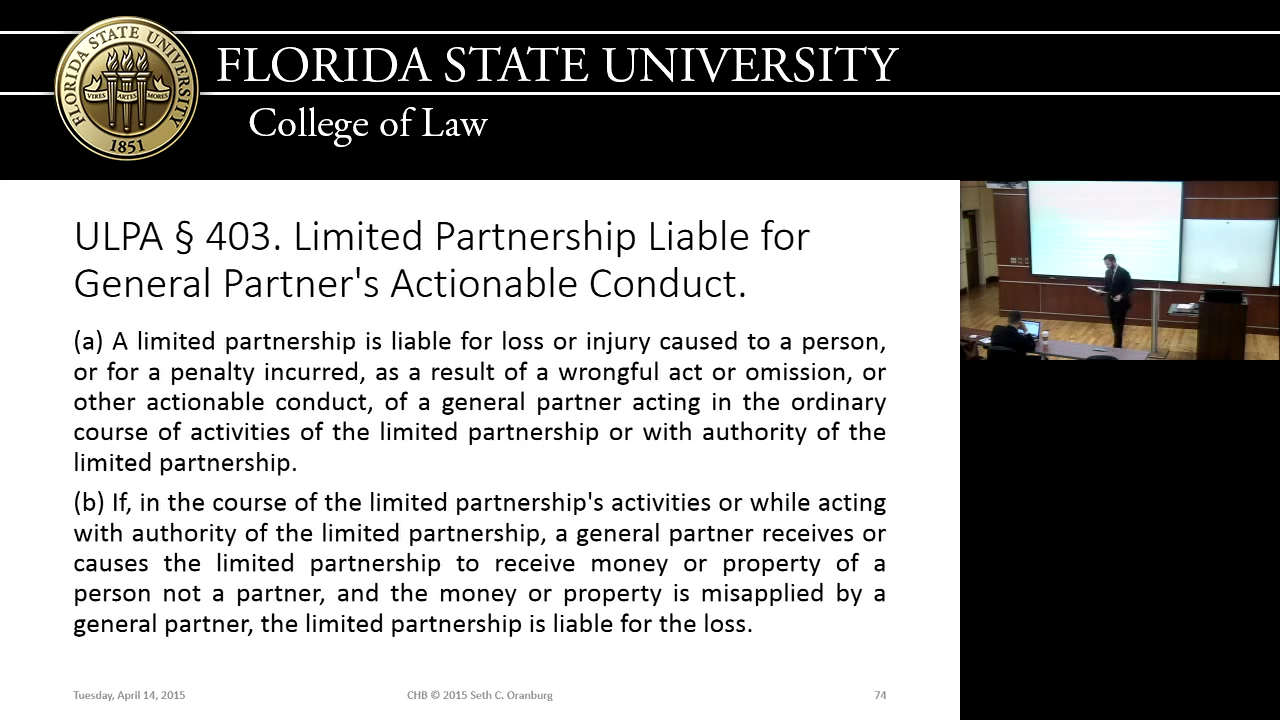 FLORIDA STATE UNIVERSITY
College of Law
FLORIDA STATE UNIVERSITY
VIRES ARTES MORES
1851
ULPA § 403. Limited Partnership Liable for
General Partner's Actionable Conduct.
(a) A limited partnership is liable for loss or injury caused to a person,
or for a penalty incurred, as a result of a wrongful act or omission, or
other actionable conduct, of a general partner acting in the ordinary
course of activities of the limited partnership or with authority of the
limited partnership.
(b) If, in the course of the limited partnership's activities or while acting
with authority of the limited partnership, a general partner receives or
causes the limited partnership to receive money or property of a
person not a partner, and the money or property is misapplied by a
general partner, the limited partnership is liable for the loss.
Tuesday, April 14, 2015
CHB © 2015 Seth C. Oranburg
74